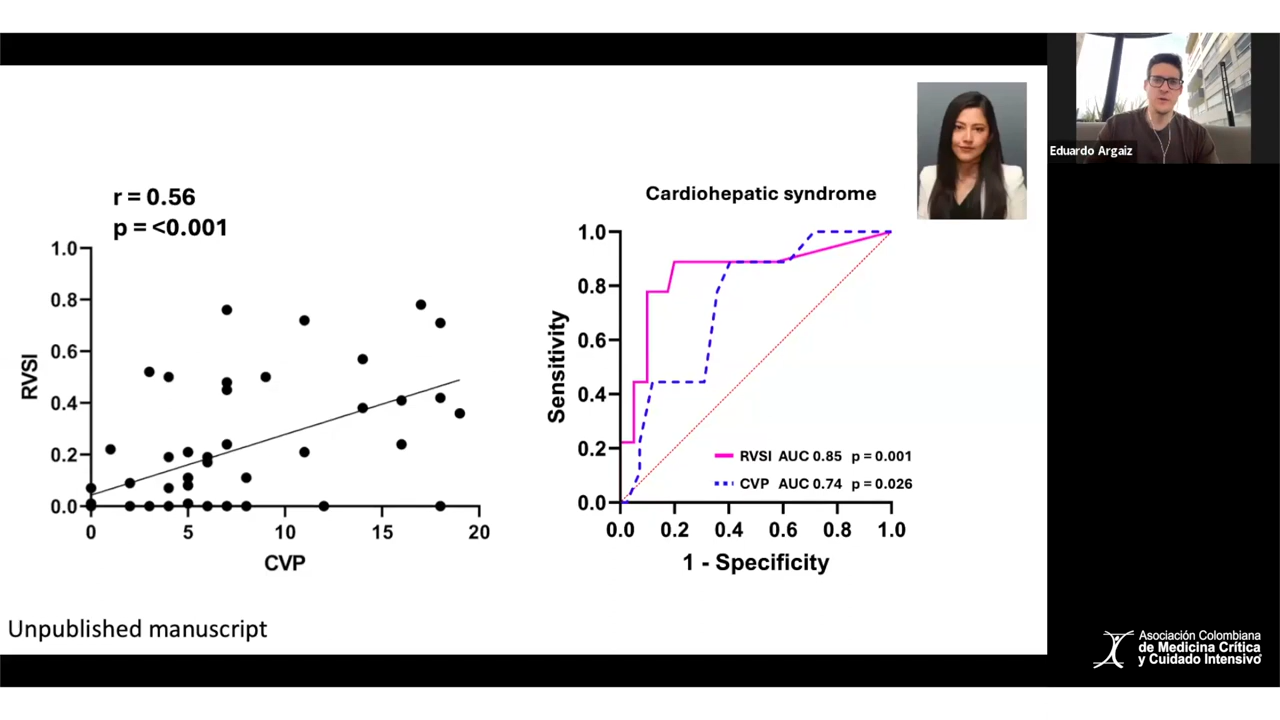 r = 0.56
p = <0.001
1.0
0.8
0.6
0.4
0.2
0.0
RVSI
0 5 10 15 20
CVP
Cardiohepatic syndrome
1.0
0.8
0.6
0.4
0.2
0.0
Sensitivity
RVSI AUC 0.85 p = 0.001
CVP AUC 0.74 p = 0.026
0.0 0.2 0.4 0.6 0.8 1.0
1 - Specificity
Unpublished manuscript
Eduardo Argaiz
Asociación Colombiana
de Medicina Crítica
y Cuidado Intensivo